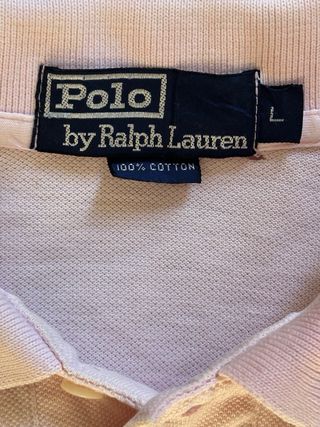 Polo
by Ralph Lauren
L
100% COTTON